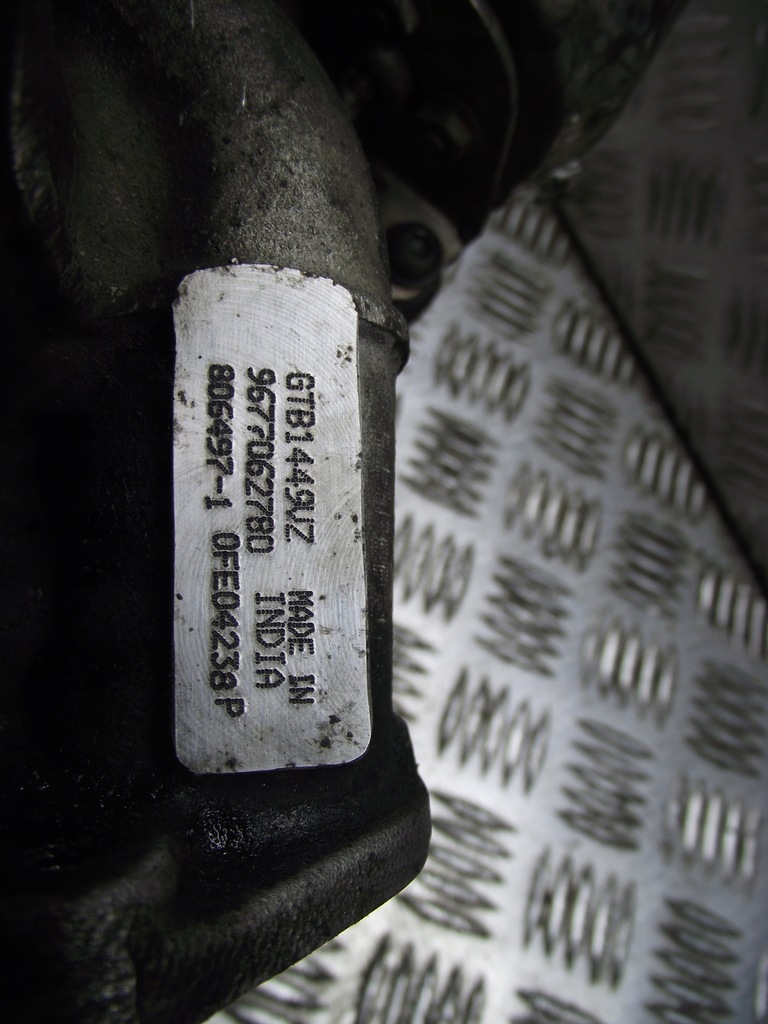 GTB1449VZ MADE IN
9677062780 INDIA
806497-1 0FE04238P